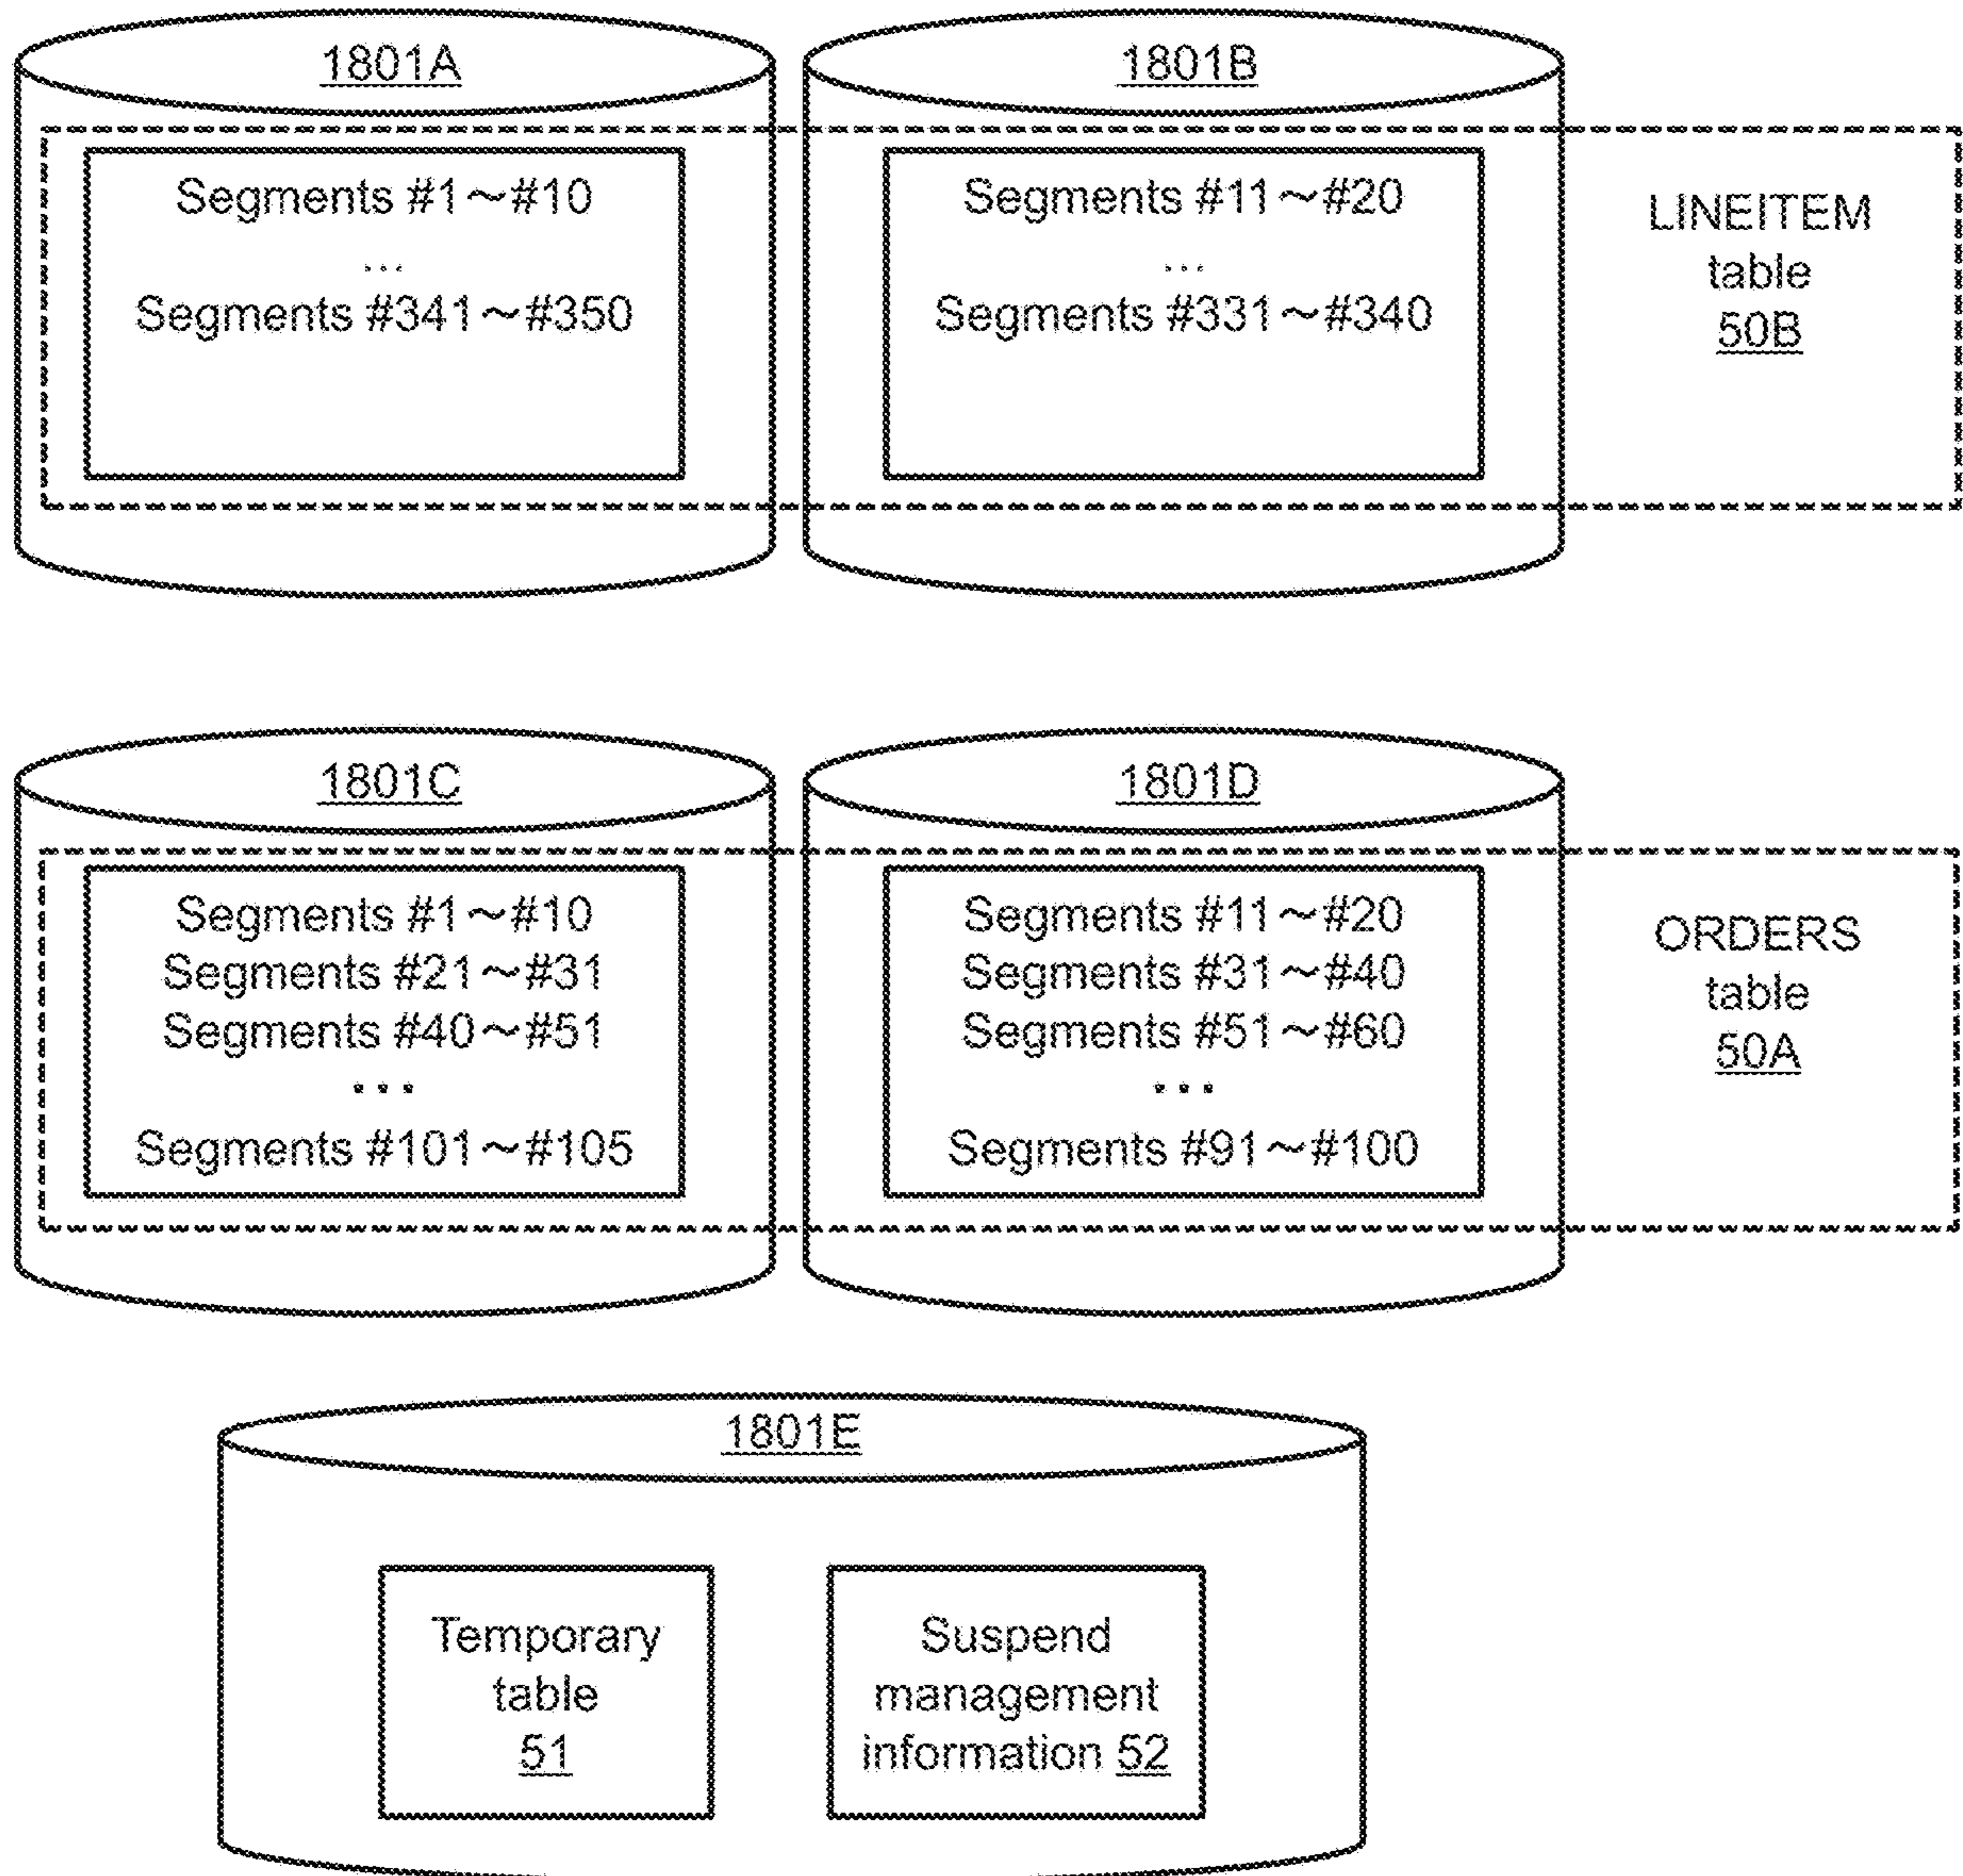 1801A
1801B
Segments #1～#10
...
Segments #341～#350
Segments #11～#20
...
Segments #331～#340
LINEITEM
table
50B
1801C
1801D
Segments #1～#10
Segments #21～#31
Segments #40～#51
...
Segments #101～#105
Segments #11～#20
Segments #31～#40
Segments #51～#60
...
Segments #91～#100
ORDERS
table
50A
1801E
Temporary
table
51
Suspend
management
information 52